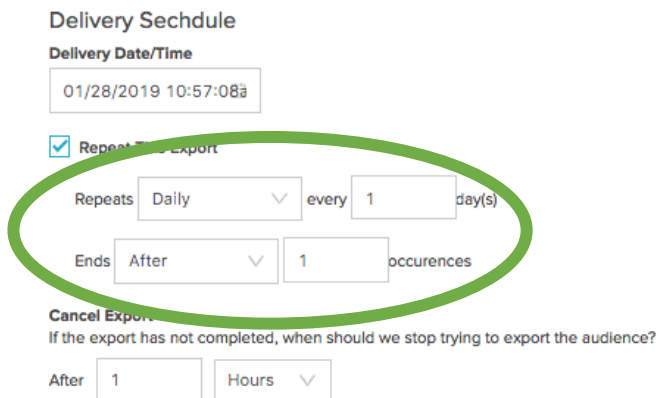 Delivery Sechdule
Delivery Date/Time
01/28/2019 10:57:08a
Repeat This Export
Repeats Daily every 1 day(s)
Ends After 1 occurences
Cancel Export
If the export has not completed, when should we stop trying to export the audience?
After 1 Hours